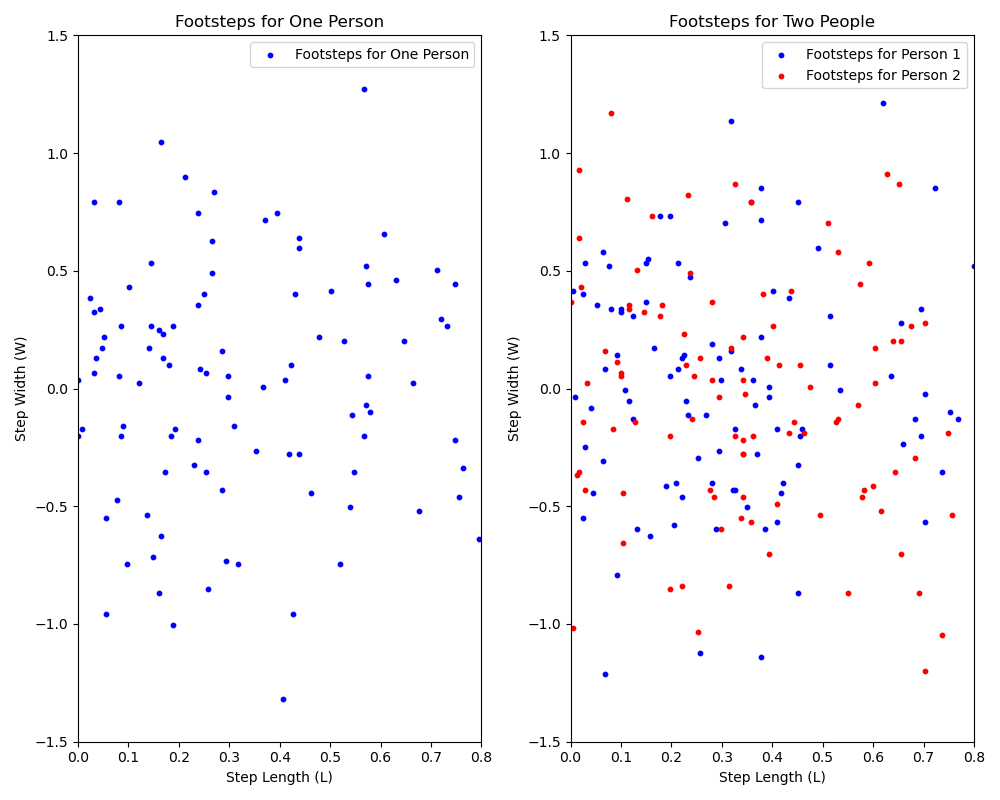 Footsteps for One Person
Footsteps for One Person
1.5
1.0
0.5
0.0
−0.5
−1.0
−1.5
Step Width (W)
0.0 0.1 0.2 0.3 0.4 0.5 0.6 0.7 0.8
Step Length (L)
Footsteps for Two People
Footsteps for Person 1
Footsteps for Person 2
1.5
1.0
0.5
0.0
−0.5
−1.0
−1.5
Step Width (W)
0.0 0.1 0.2 0.3 0.4 0.5 0.6 0.7 0.8
Step Length (L)